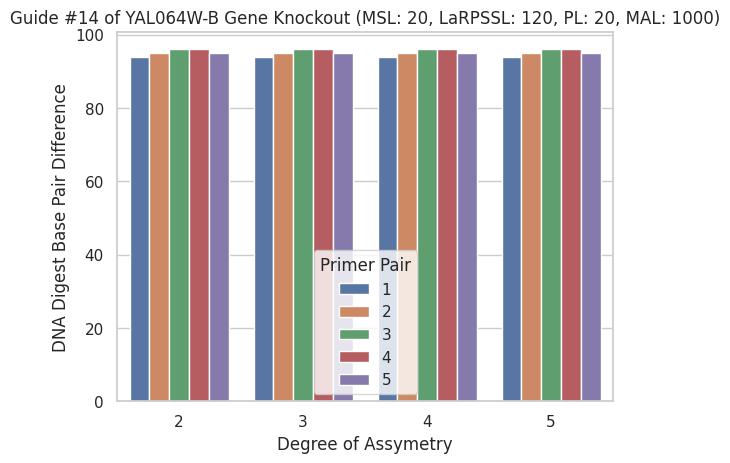 Guide #14 of YAL064W-B Gene Knockout (MSL: 20, LaRPSSL: 120, PL: 20, MAL: 1000)
DNA Digest Base Pair Difference
100
80
60
40
20
0
Primer Pair
1
2
3
4
5
2 3 4 5
Degree of Assymetry